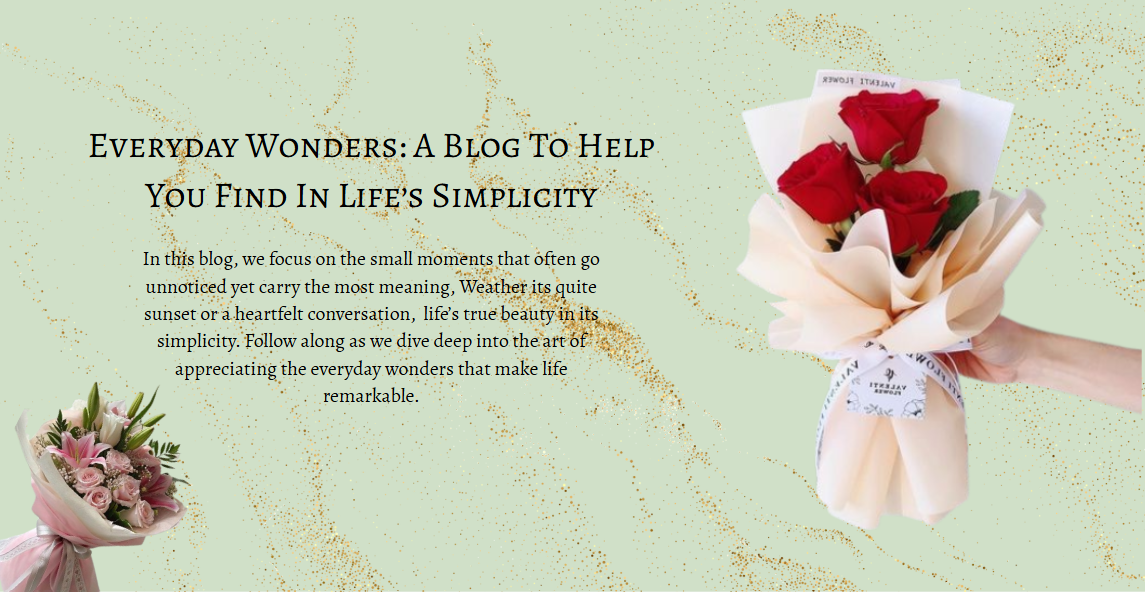 VALENTI FLOWER
Everyday Wonders: A Blog To Help
You Find In Life’s Simplicity
In this blog, we focus on the small moments that often go
unnoticed yet carry the most meaning, Weather its quite
sunset or a heartfelt conversation,  life’s true beauty in its
simplicity. Follow along as we dive deep into the art of
appreciating the everyday wonders that make life
remarkable.
VALENTI
FLOWER